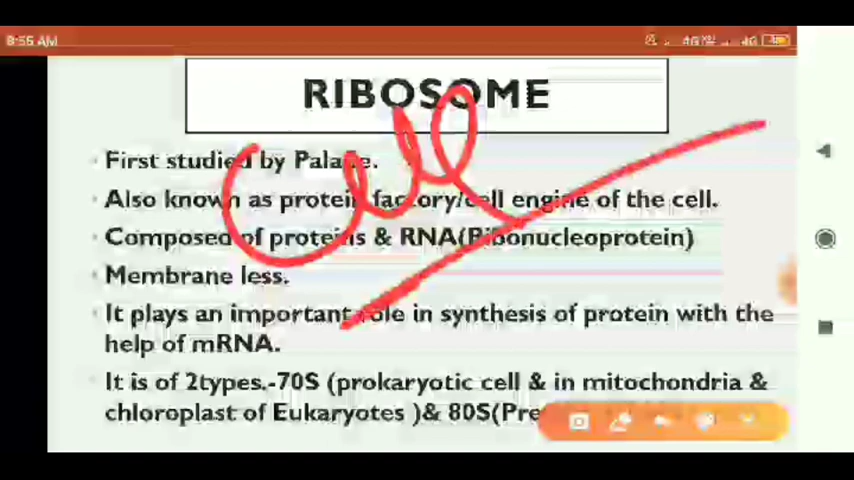 8:55 AM
RIBOSOME
First studied by Palade.
Also known as protein factory/cell engine of the cell.
Composed of proteins & RNA(Ribonucleoprotein)
Membrane less.
It plays an important role in synthesis of protein with the
help of mRNA.
It is of 2types.-70S (prokaryotic cell & in mitochondria &
chloroplast of Eukaryotes )& 80S(Pre
Cell